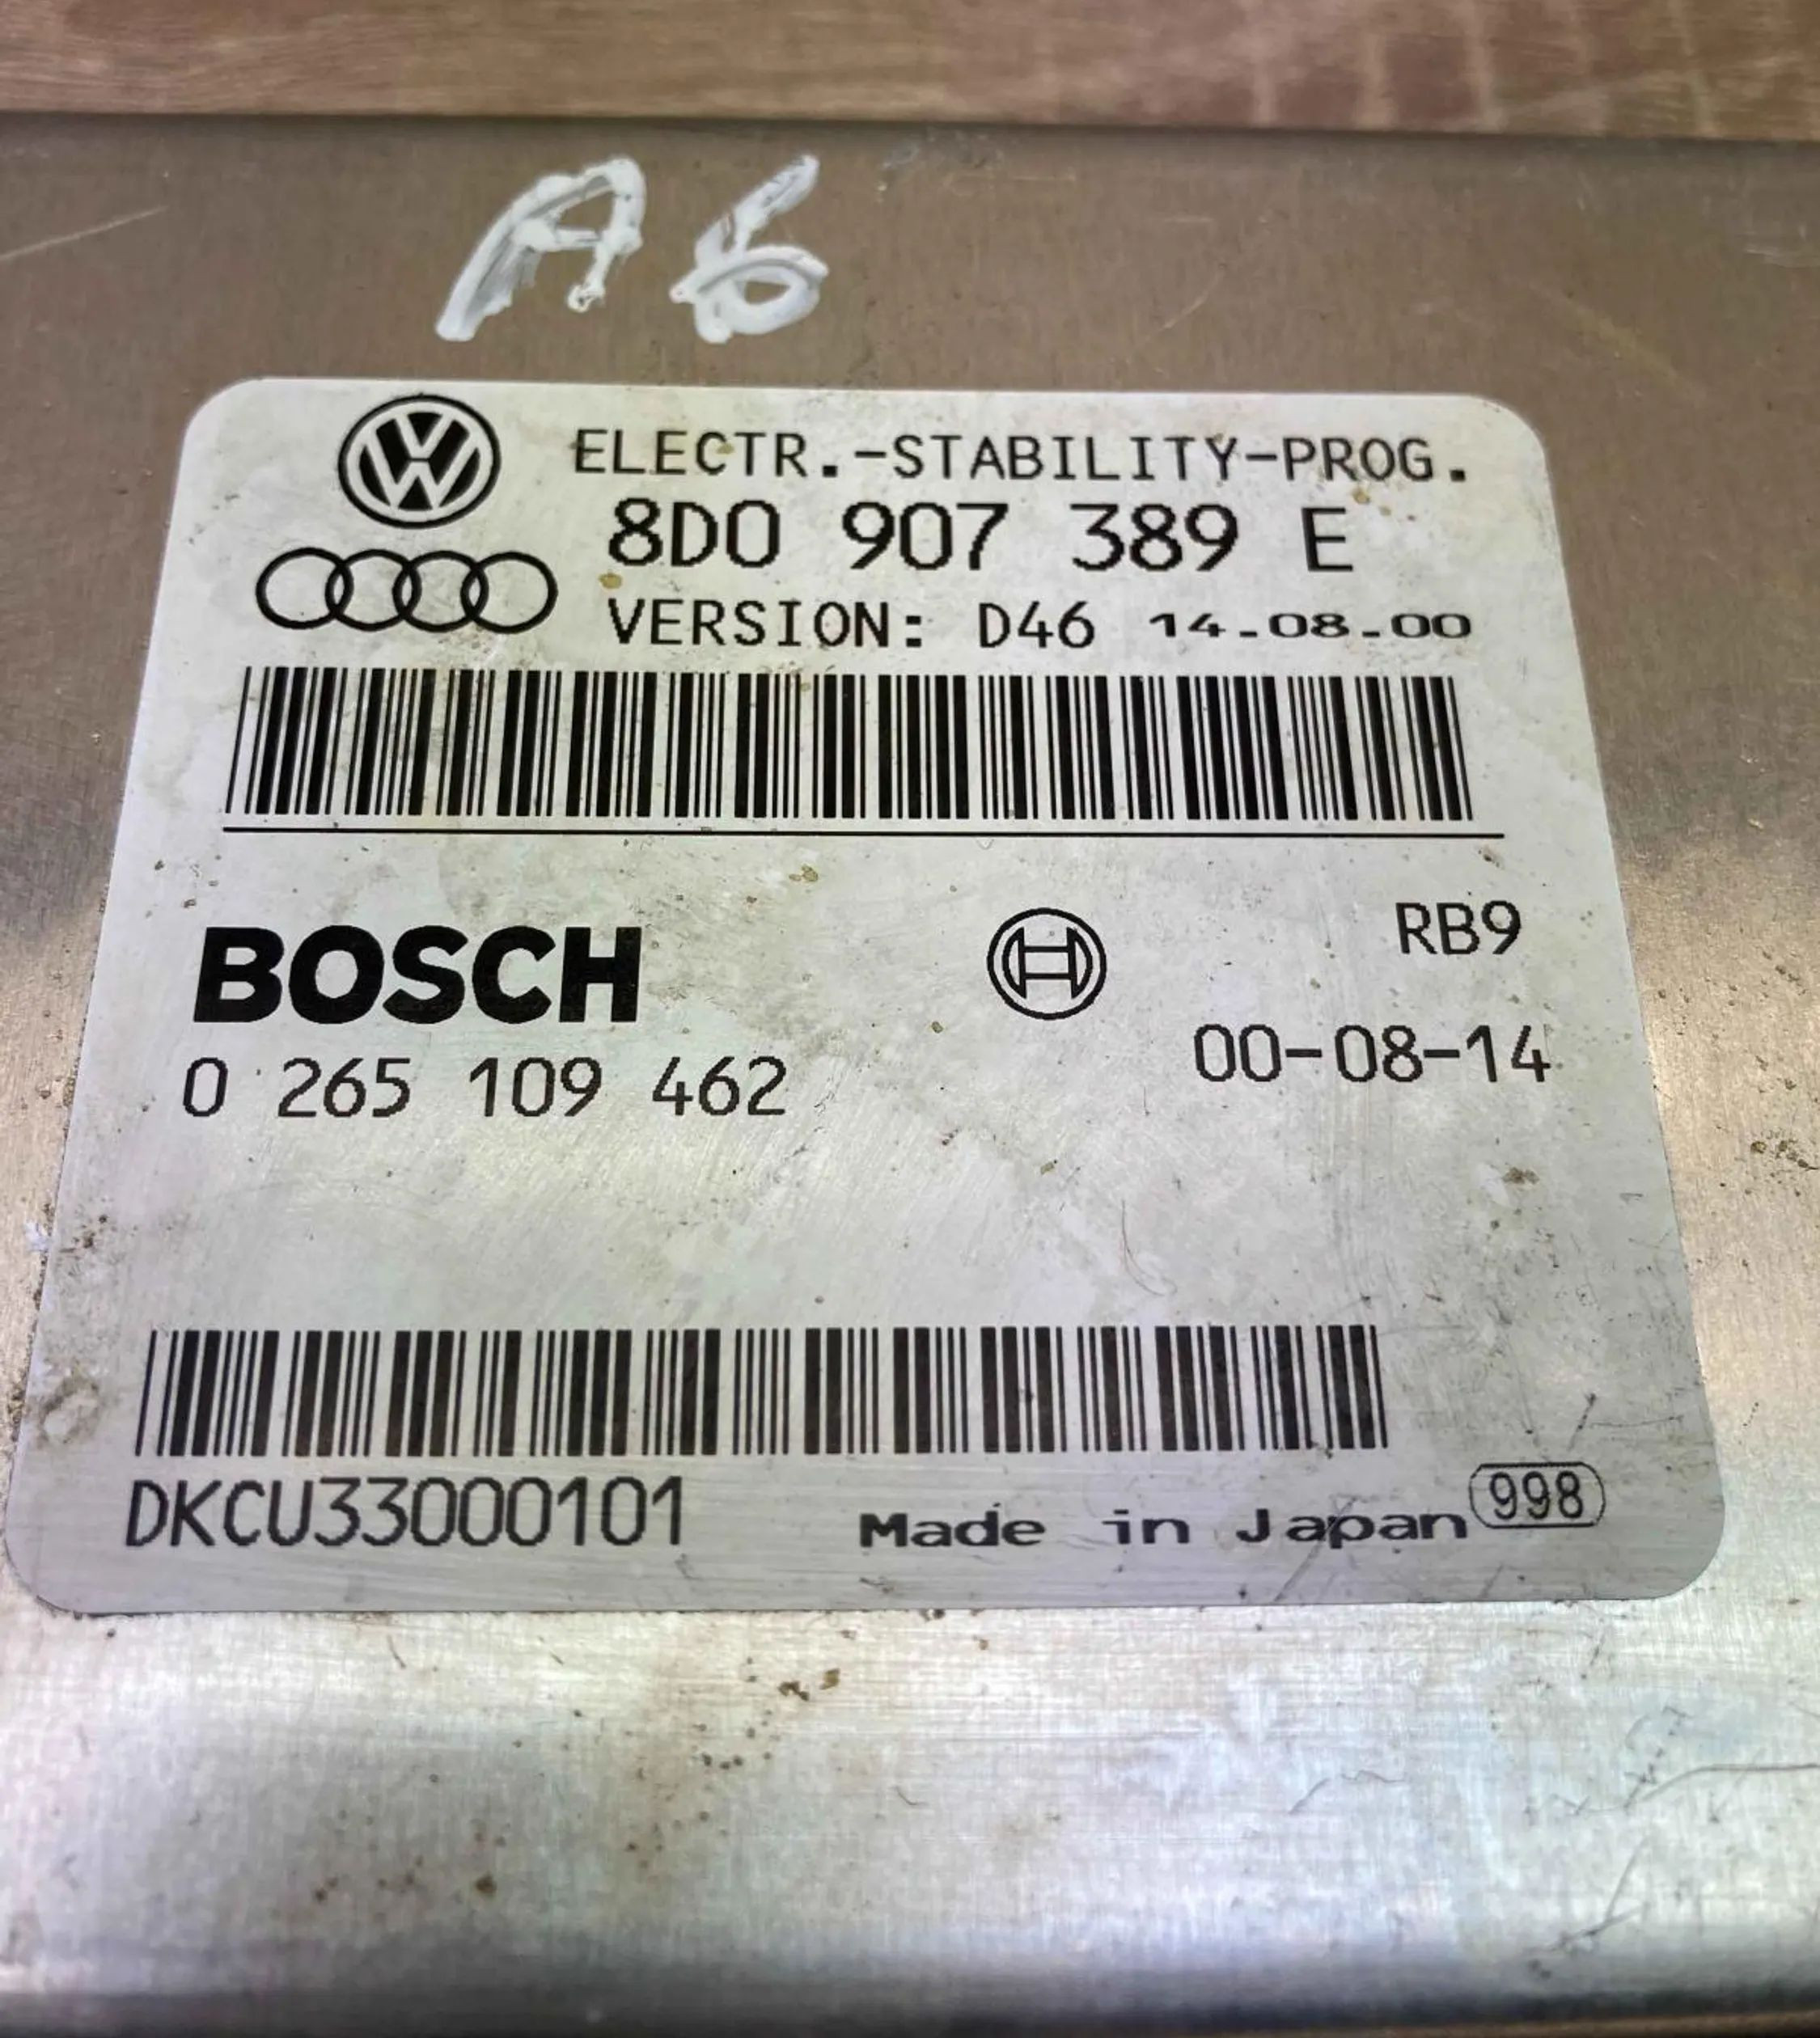 A6
ELECTR.-STABILITY-PROG.
8D0 907 389 E
VERSION: D46 14.08.00
BOSCH
RB9
0 265 109 462
00-08-14
DKCU33000101
Made in Japan
998